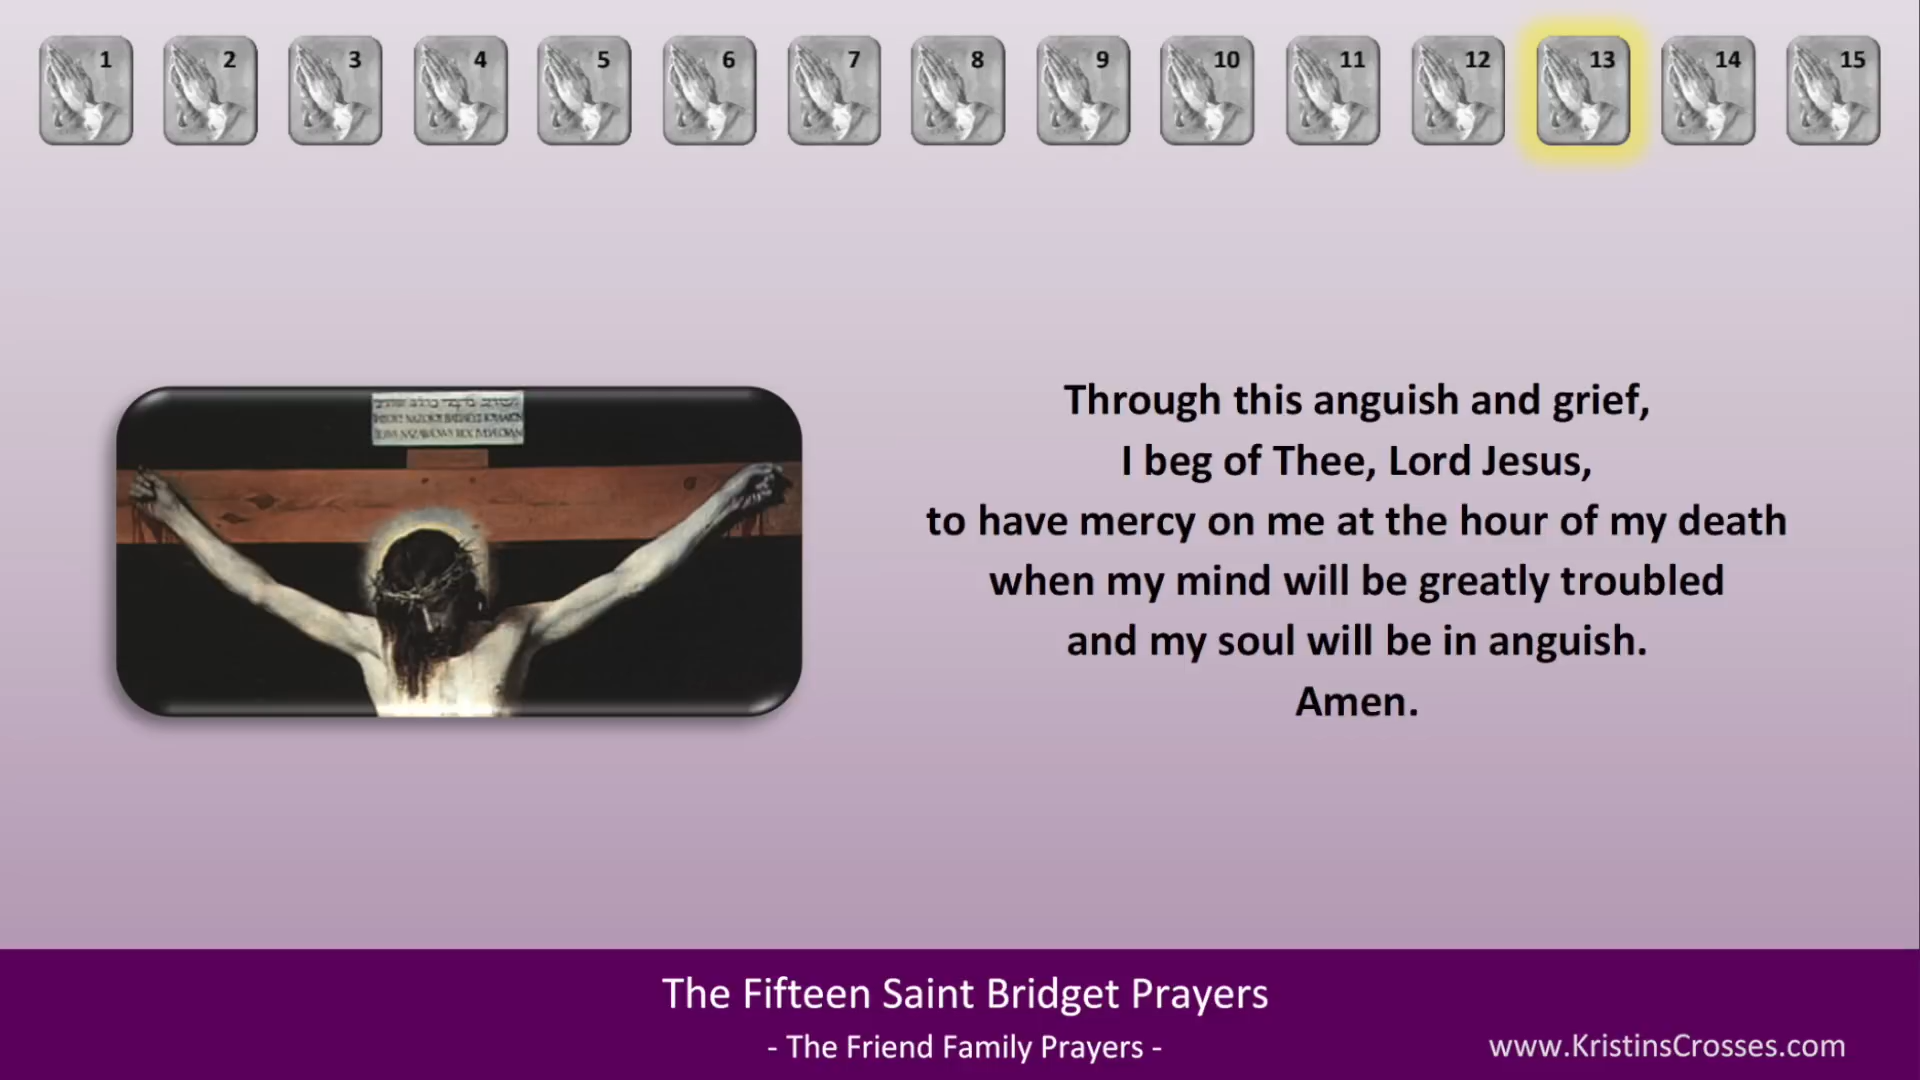 1 2 3 4 5 6 7 8 9 10 11 12 13 14 15
Through this anguish and grief,
I beg of Thee, Lord Jesus,
to have mercy on me at the hour of my death
when my mind will be greatly troubled
and my soul will be in anguish.
Amen.
The Fifteen Saint Bridget Prayers
- The Friend Family Prayers -
www.KristinsCrosses.com